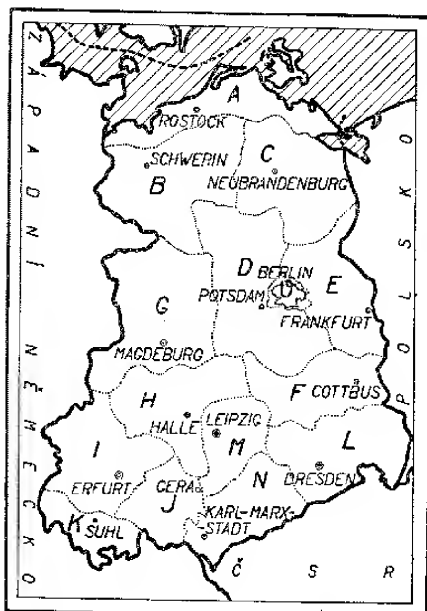 ZÁPADNÍ NĚMECKO
POLSKO
ČSR
A
ROSTOCK
SCHWERIN
C
B
NEUBRANDENBURG
D
BERLIN
E
O
POTSDAM
FRANKFURT
G
MAGDEBURG
F
COTTBUS
H
HALLE
LEIPZIG
M
L
I
ERFURT
GERA
J
N
DRESDEN
K
SUHL
KARL-MARX-
STADT